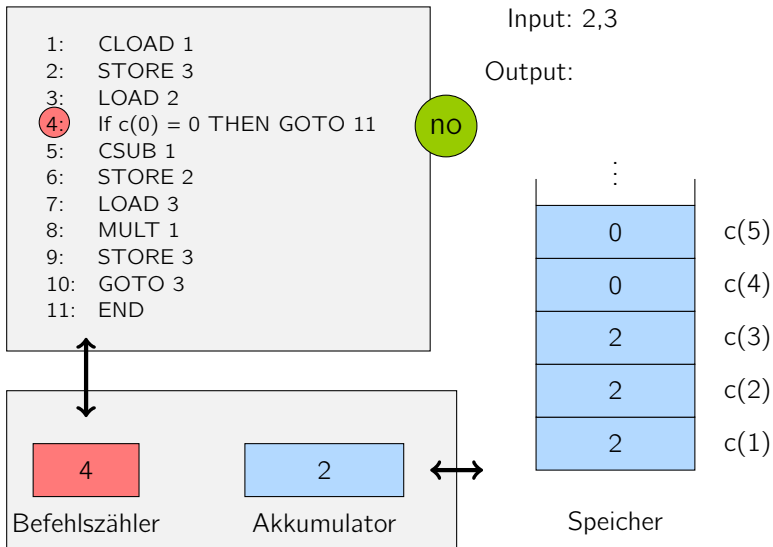 1: CLOAD 1
2: STORE 3
3: LOAD 2
4: If c(0) = 0 THEN GOTO 11
5: CSUB 1
6: STORE 2
7: LOAD 3
8: MULT 1
9: STORE 3
10: GOTO 3
11: END
no
Input: 2,3
Output:
⋮
0 c(5)
0 c(4)
2 c(3)
2 c(2)
2 c(1)
Speicher
4
2
Befehlszähler
Akkumulator